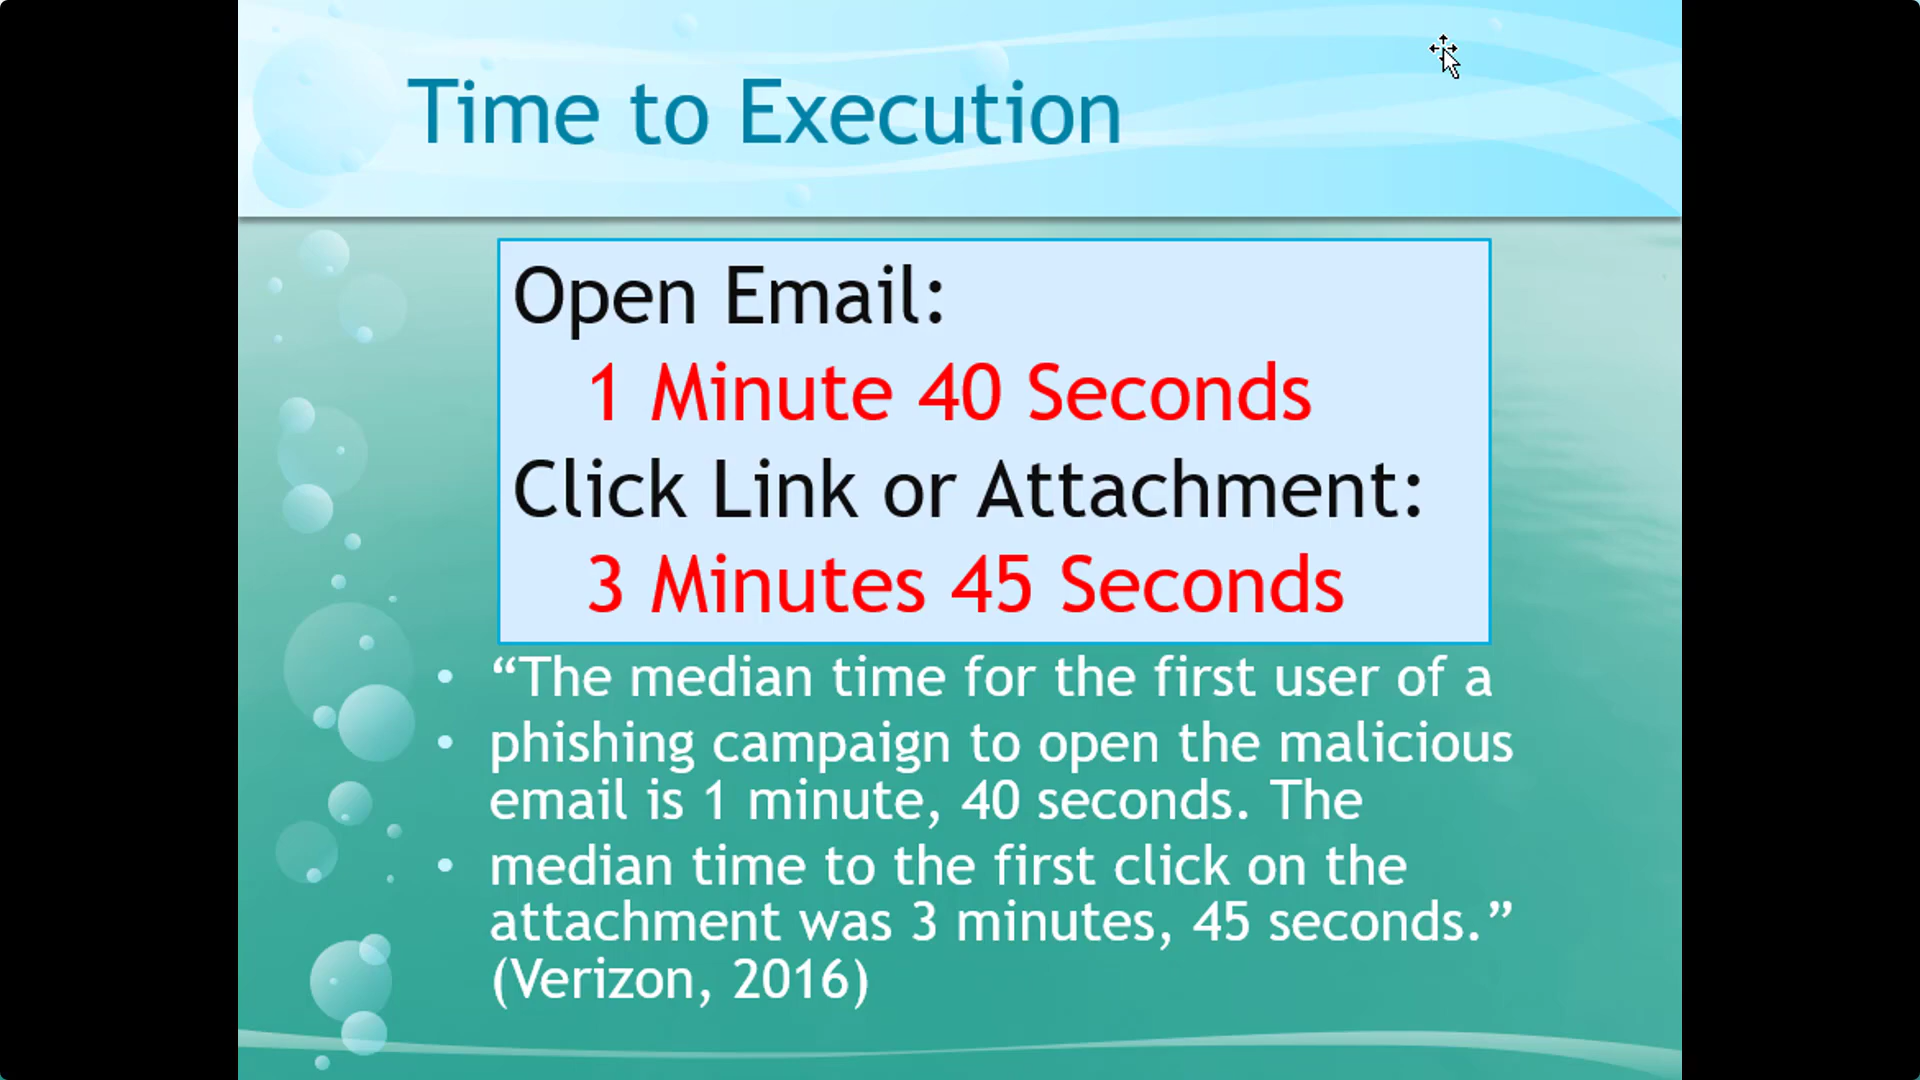 Time to Execution
Open Email:
1 Minute 40 Seconds
Click Link or Attachment:
3 Minutes 45 Seconds
• “The median time for the first user of a
• phishing campaign to open the malicious
email is 1 minute, 40 seconds. The
• median time to the first click on the
attachment was 3 minutes, 45 seconds.”
(Verizon, 2016)